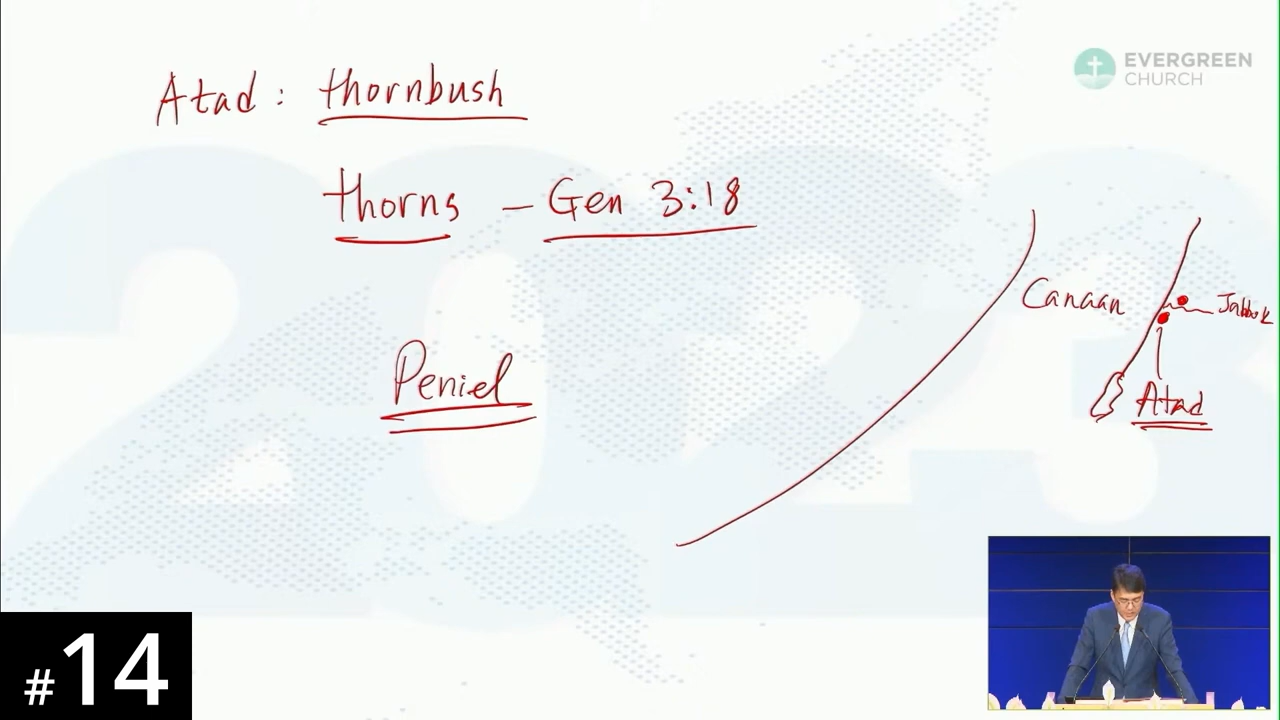 EVERGREEN
CHURCH
Atad : thornbush
thorns - Gen 3:18
Canaan
Jabbok
Peniel
Atad
#14